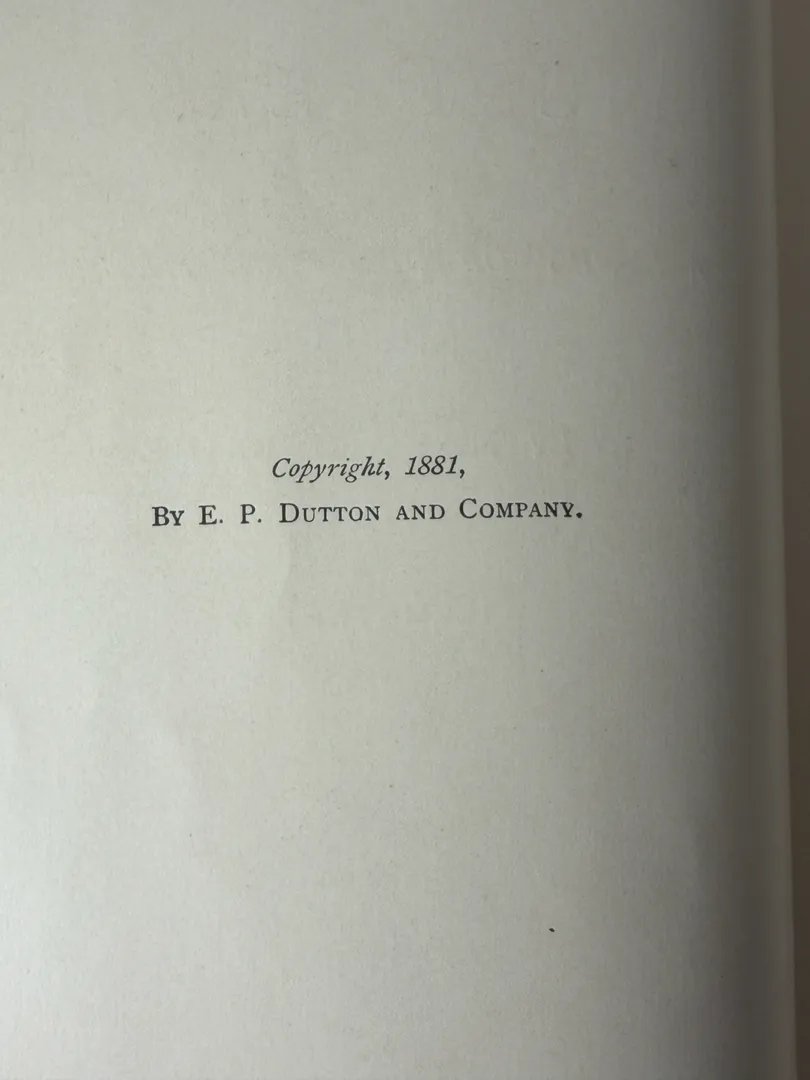 Copyright, 1881,
By E. P. Dutton and Company.